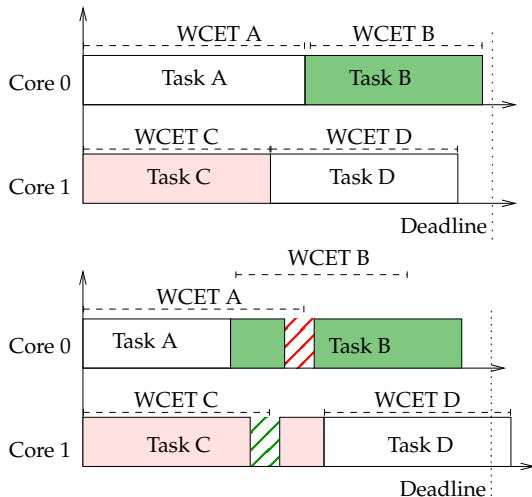 WCET A WCET B
Core 0 Task A Task B
WCET C WCET D
Core 1 Task C Task D
Deadline
WCET B
WCET A
Core 0 Task A Task B
WCET C WCET D
Core 1 Task C Task D
Deadline